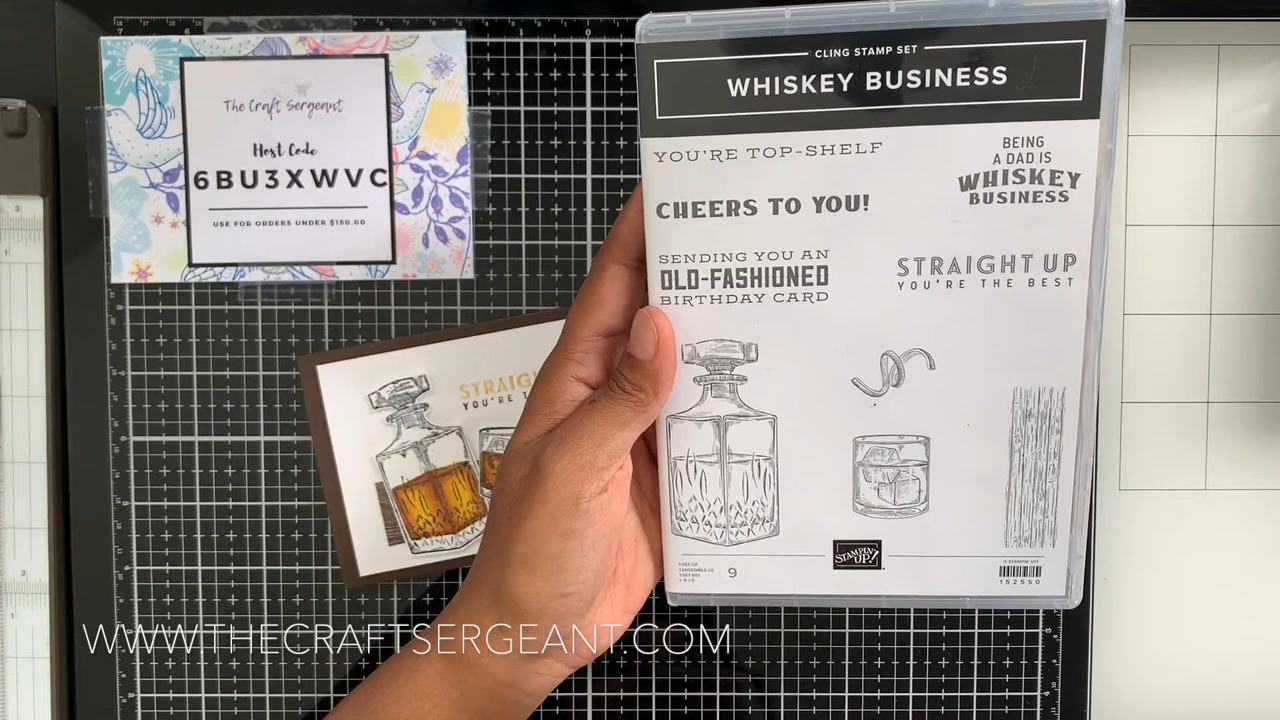 The Craft Sergeant
Host Code
6BU3XWVC
USE FOR ORDERS UNDER $150.00
CLING STAMP SET
WHISKEY BUSINESS
YOU'RE TOP-SHELF
BEING
A DAD IS
WHISKEY
BUSINESS
CHEERS TO YOU!
SENDING YOU AN
OLD-FASHIONED
BIRTHDAY CARD
STRAIGHT UP
YOU'RE THE BEST
STAMPIN' UP!
9
© STAMPIN' UP!
152550
YOU'RE
WWW.THECRAFTSERGEANT.COM